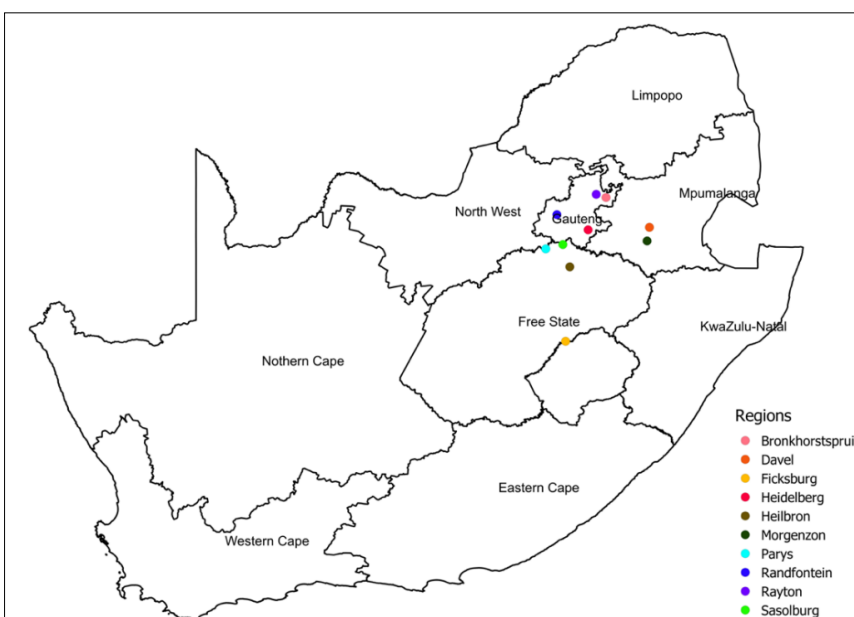 Limpopo
Mpumalanga
North West
Gauteng
Free State
KwaZulu-Natal
Nothern Cape
Eastern Cape
Western Cape
Regions
Bronkhorstsprui
Davel
Ficksburg
Heidelberg
Heilbron
Morgenzon
Parys
Randfontein
Rayton
Sasolburg